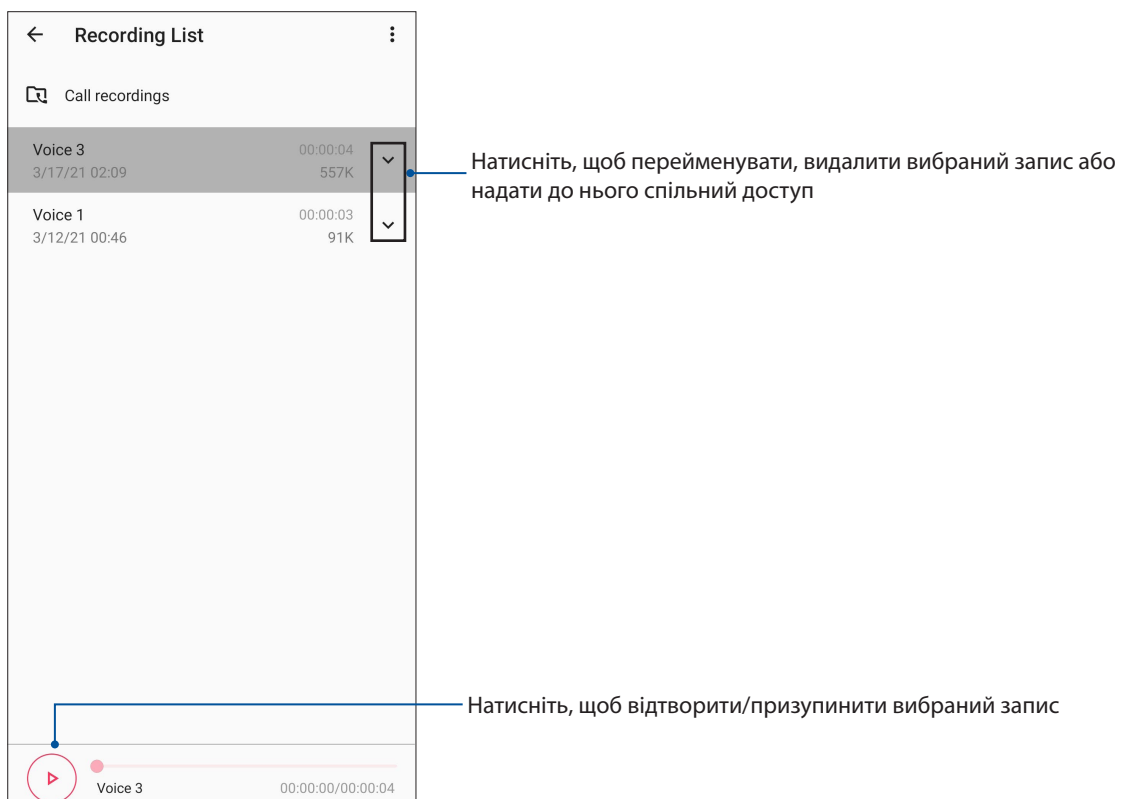 Recording List
Call recordings
Voice 3 00:00:04
3/17/21 02:09 557K
Натисніть, щоб перейменувати, видалити вибраний запис або
надати до нього спільний доступ
Voice 1 00:00:03
3/12/21 00:46 91K
Натисніть, щоб відтворити/призупинити вибраний запис
Voice 3 00:00:00/00:00:04